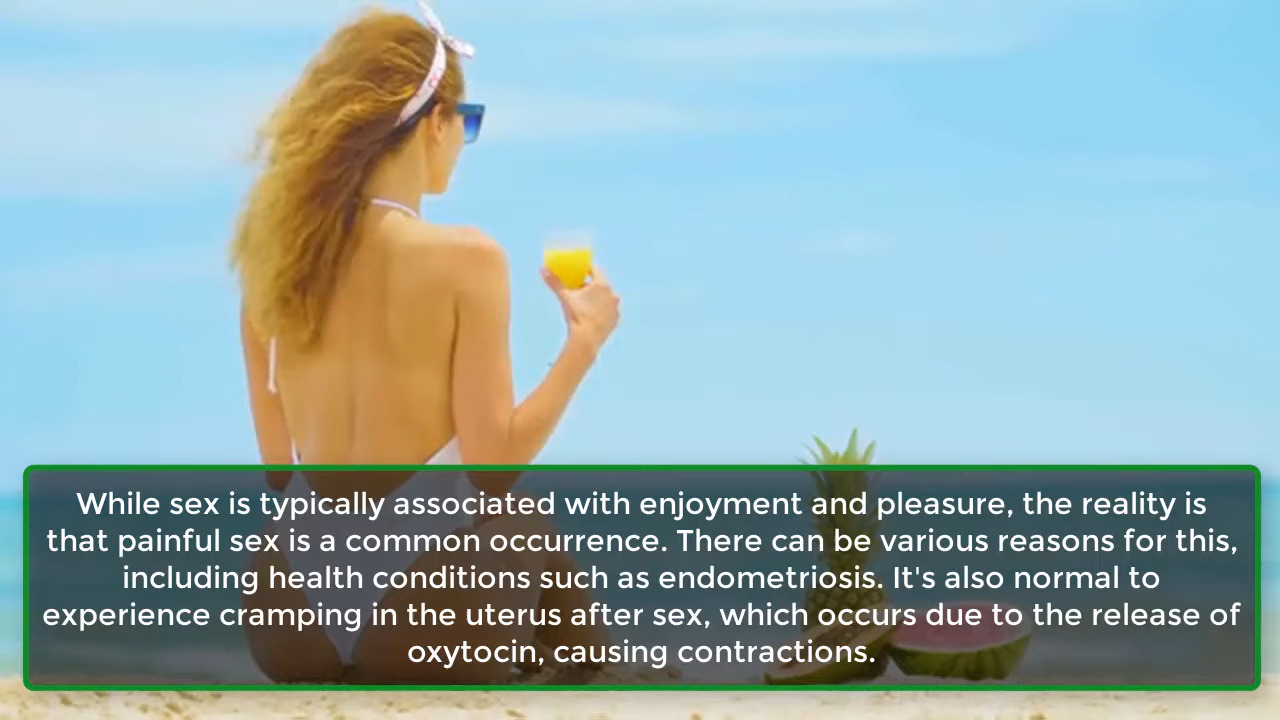 While sex is typically associated with enjoyment and pleasure, the reality is
that painful sex is a common occurrence. There can be various reasons for this,
including health conditions such as endometriosis. It's also normal to
experience cramping in the uterus after sex, which occurs due to the release of
oxytocin, causing contractions.